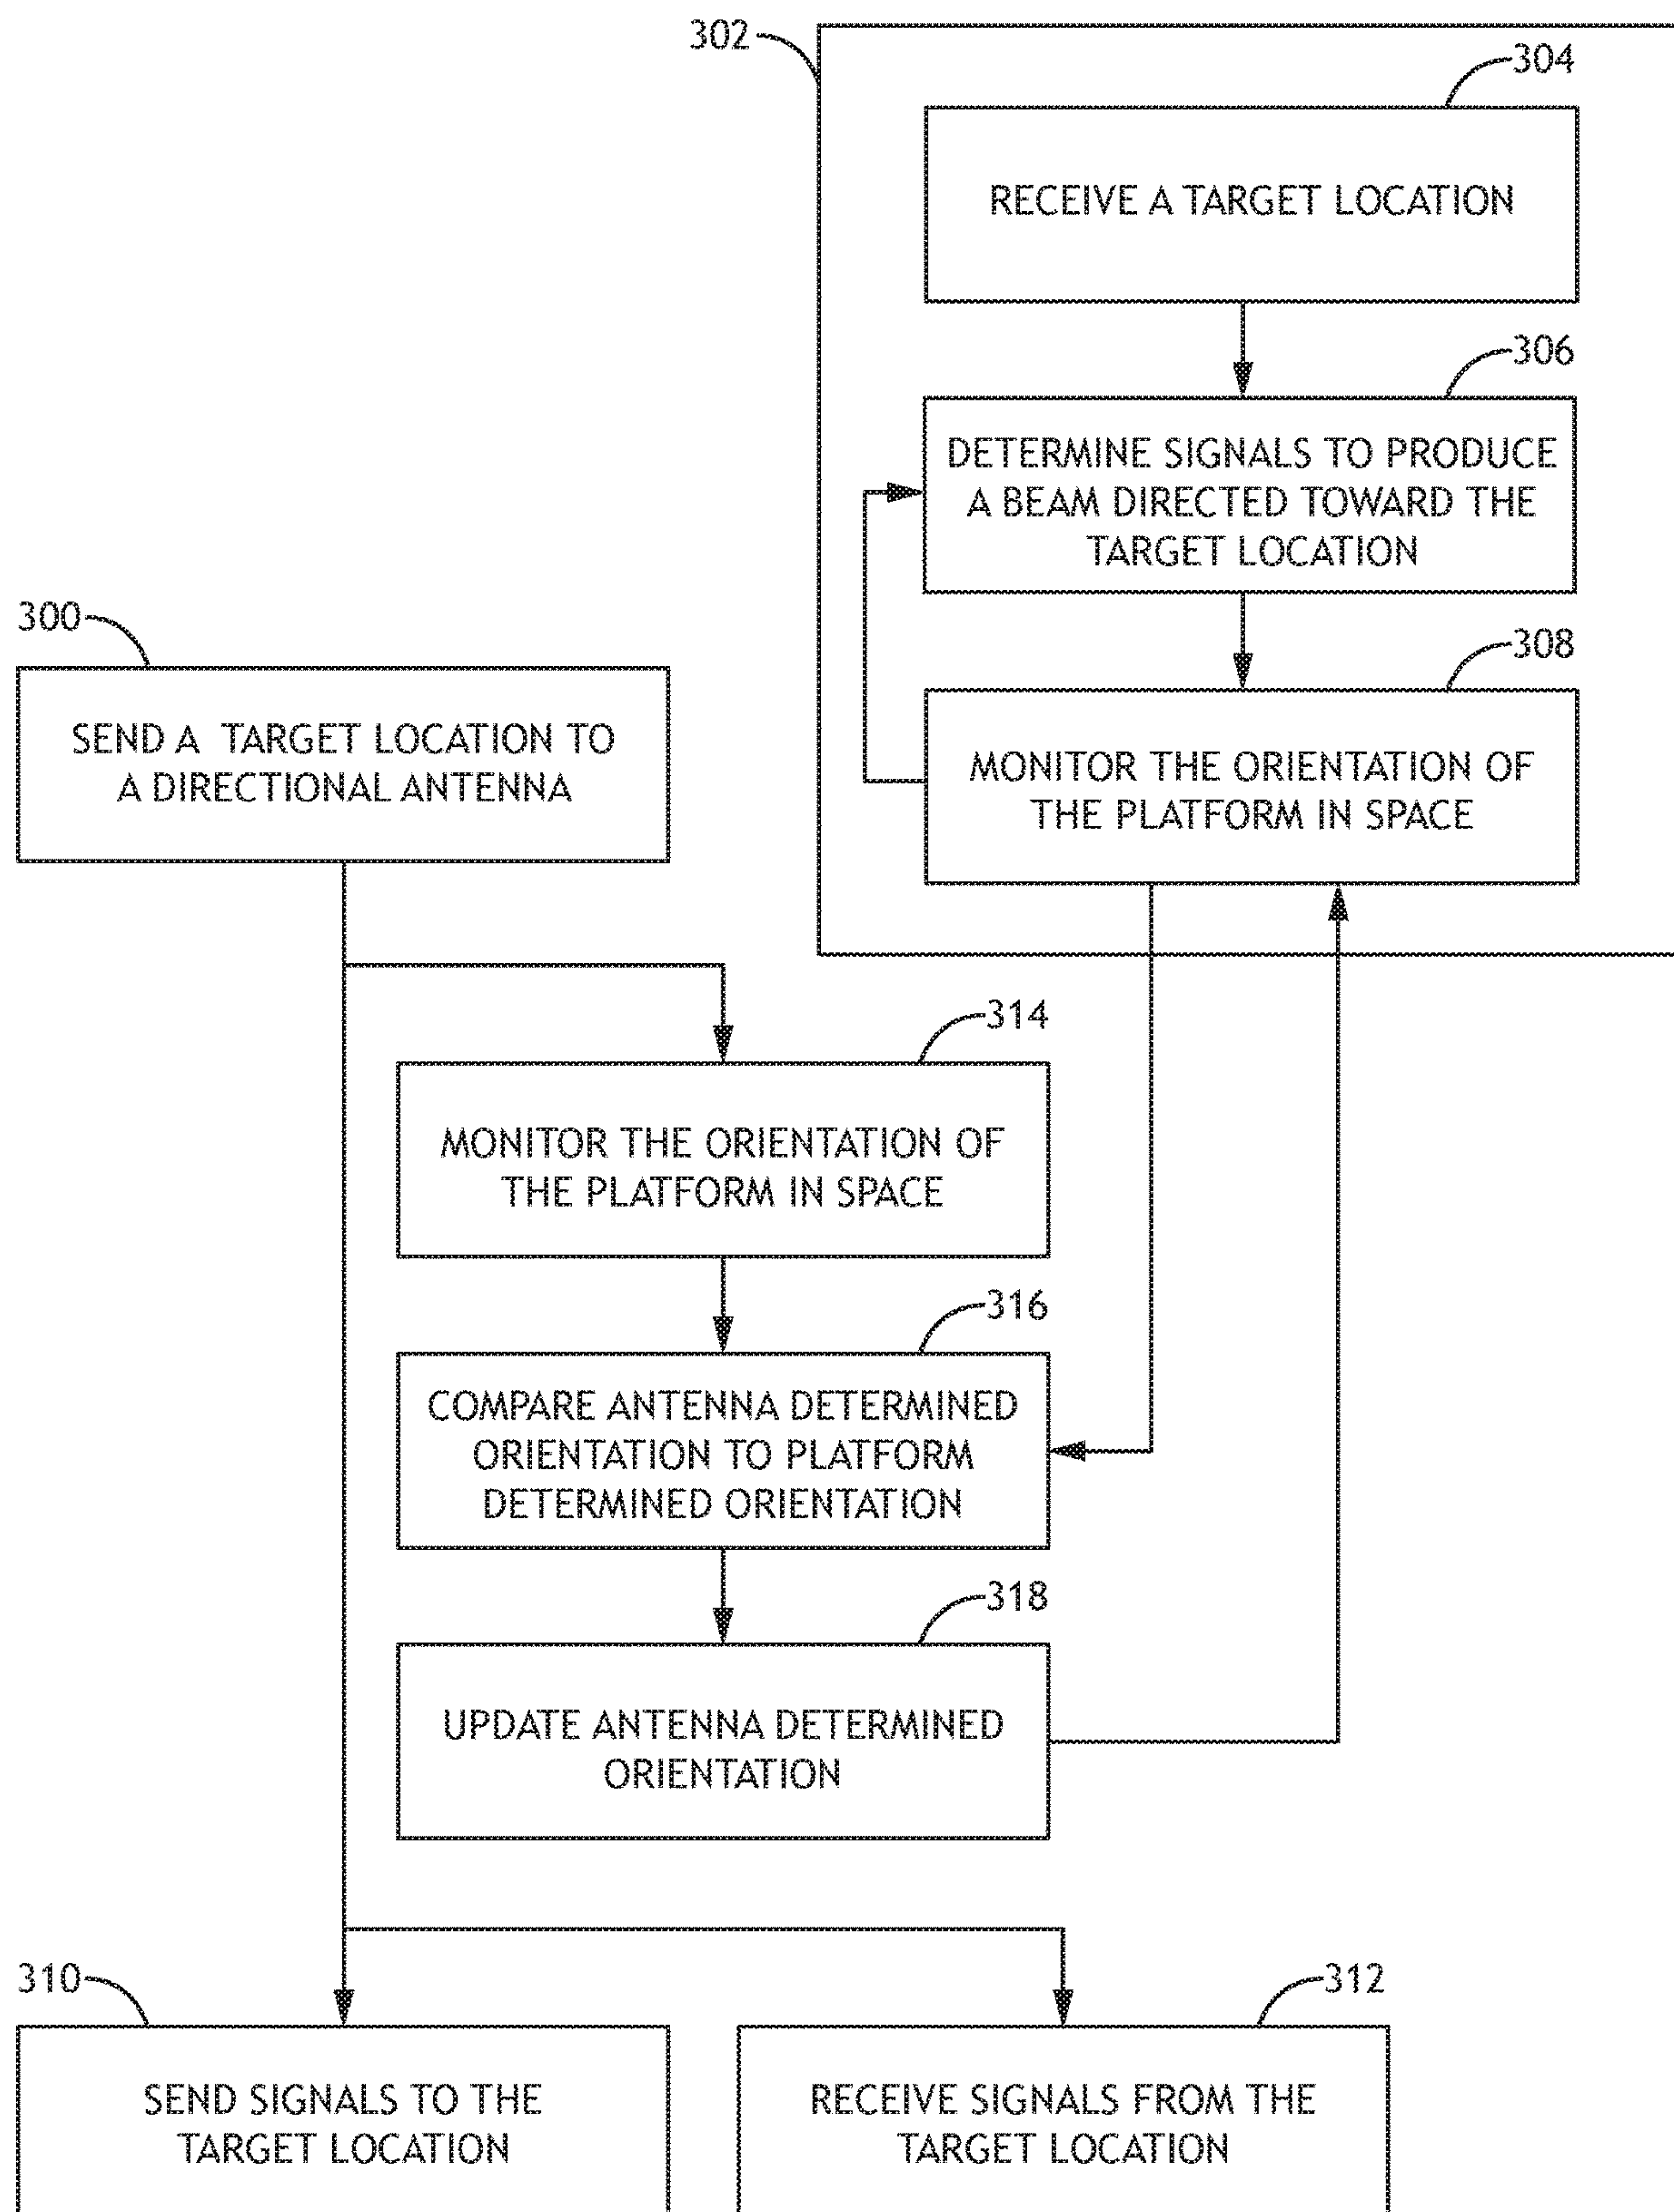 302
304
RECEIVE A TARGET LOCATION
306
DETERMINE SIGNALS TO PRODUCE
A BEAM DIRECTED TOWARD THE
TARGET LOCATION
300
308
SEND A TARGET LOCATION TO
A DIRECTIONAL ANTENNA
MONITOR THE ORIENTATION OF
THE PLATFORM IN SPACE
314
MONITOR THE ORIENTATION OF
THE PLATFORM IN SPACE
316
COMPARE ANTENNA DETERMINED
ORIENTATION TO PLATFORM
DETERMINED ORIENTATION
318
UPDATE ANTENNA DETERMINED
ORIENTATION
310
312
SEND SIGNALS TO THE
TARGET LOCATION
RECEIVE SIGNALS FROM THE
TARGET LOCATION